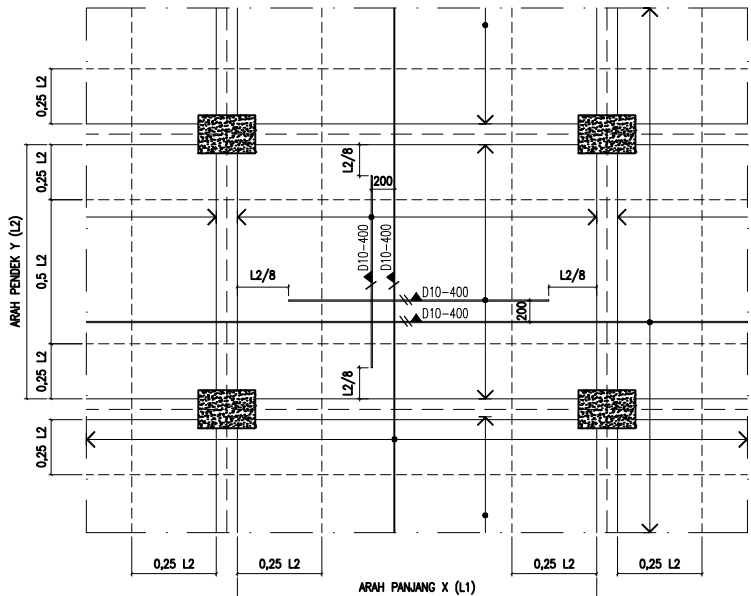 0,25 L2
0,25 L2
0,5 L2
0,25 L2
0,25 L2
ARAH PENDEK Y (L2)
L2/8
200
D10-400
D10-400
L2/8
L2/8
D10-400
D10-400
200
L2/8
0,25 L2
0,25 L2
0,25 L2
0,25 L2
ARAH PANJANG X (L1)